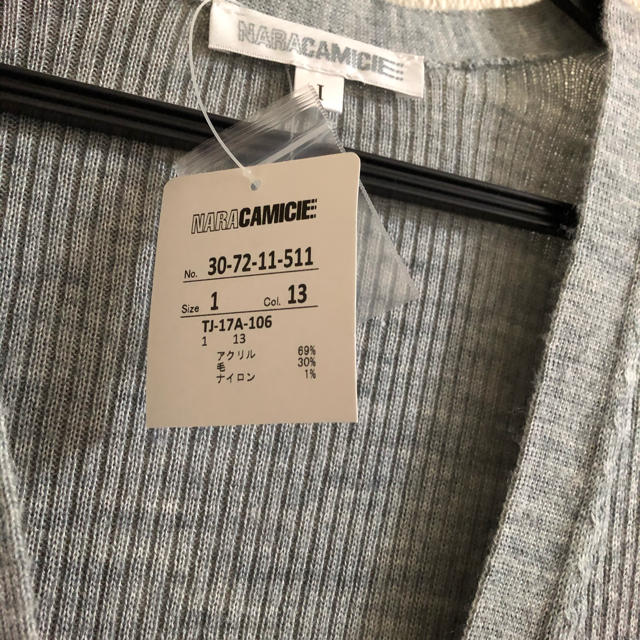 NARACAMICIE
I
NARACAMICIE
No. 30-72-11-511
Size 1 Col. 13
TJ-17A-106
1 13
アクリル 69%
毛 30%
ナイロン 1%